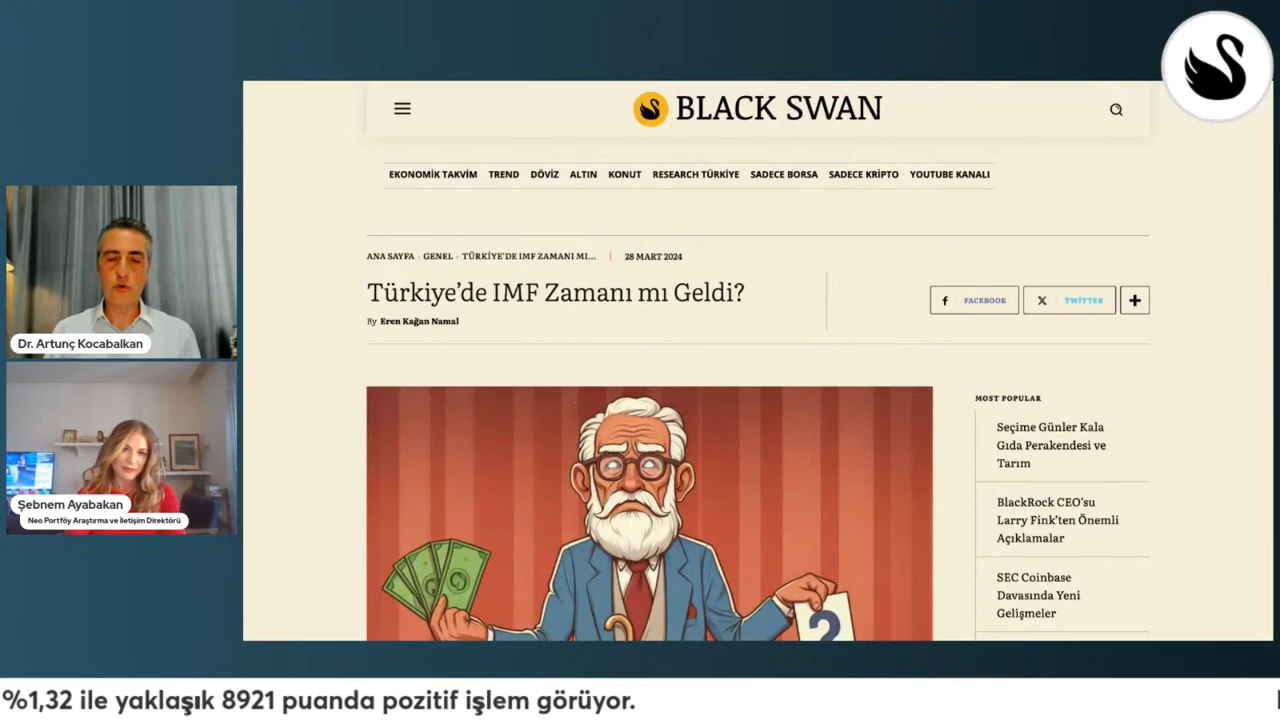 BLACK SWAN
EKONOMİK TAKVİM TREND DÖVİZ ALTIN KONUT RESEARCH TÜRKİYE SADECE BORSA SADECE KRİPTO YOUTUBE KANALI
ANA SAYFA › GENEL › TÜRKİYE'DE IMF ZAMANI MI... | 28 MART 2024
Türkiye'de IMF Zamanı mı Geldi?
By Eren Kağan Namal
FACEBOOK
TWITTER
Dr. Artunç Kocabalkan
Şebnem Ayabakan
Neo Portföy Araştırma ve İletişim Direktörü
MOST POPULAR
Seçime Günler Kala
Gıda Perakendesi ve
Tarım
BlackRock CEO'su
Larry Fink'ten Önemli
Açıklamalar
SEC Coinbase
Davasında Yeni
Gelişmeler
?
%1,32 ile yaklaşık 8921 puanda pozitif işlem görüyor.